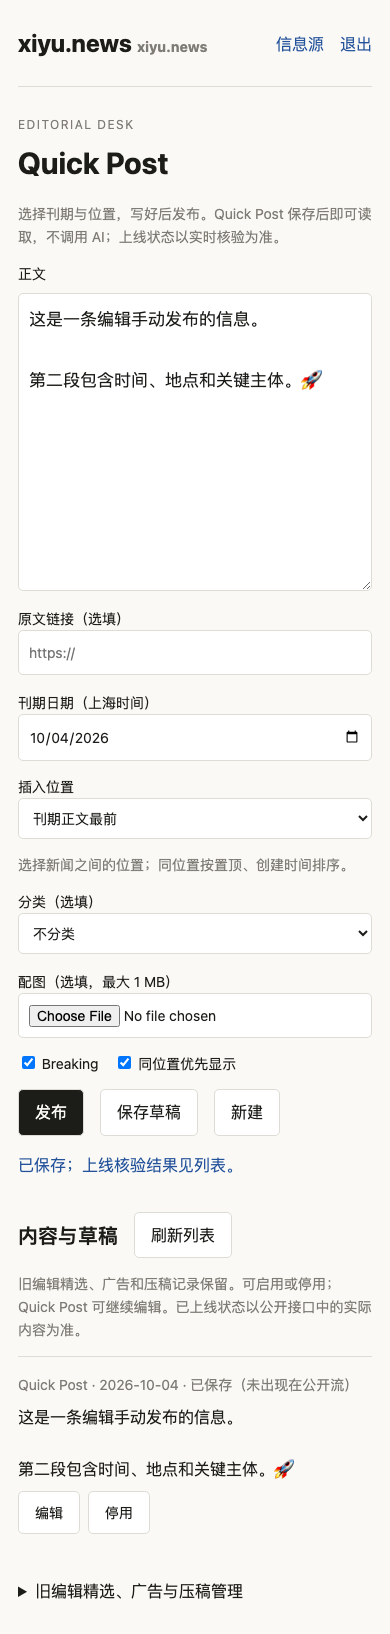 xiyu.news xiyu.news 信息源 退出
EDITORIAL DESK
Quick Post
选择刊期与位置，写好后发布。Quick Post 保存后即可读
取，不调用 AI；上线状态以实时核验为准。
正文
这是一条编辑手动发布的信息。
第二段包含时间、地点和关键主体。🚀
原文链接（选填）
https://
刊期日期（上海时间）
10/04/2026
插入位置
刊期正文最前
选择新闻之间的位置；同位置按置顶、创建时间排序。
分类（选填）
不分类
配图（选填，最大 1 MB）
Choose File No file chosen
Breaking 同位置优先显示
发布 保存草稿 新建
已保存；上线核验结果见列表。
内容与草稿 刷新列表
旧编辑精选、广告和压稿记录保留。可启用或停用；
Quick Post 可继续编辑。已上线状态以公开接口中的实际
内容为准。
Quick Post · 2026-10-04 · 已保存（未出现在公开流）
这是一条编辑手动发布的信息。
第二段包含时间、地点和关键主体。🚀
编辑 停用
▶ 旧编辑精选、广告与压稿管理